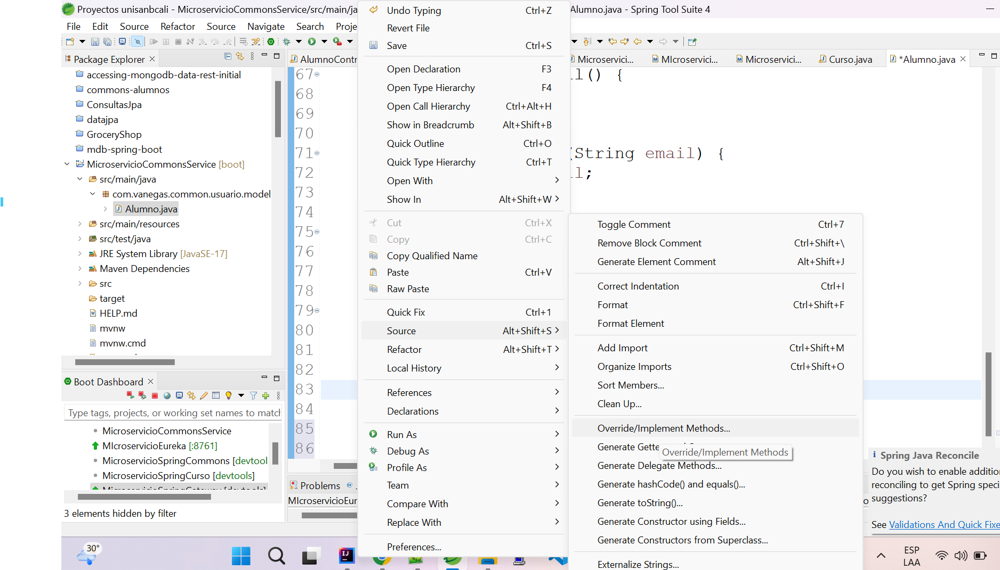 Proyectos unisanbcali - MicroservicioCommonsService/src/main/ja
Alumno.java - Spring Tool Suite 4
File Edit Source Refactor Source Navigate Search Proje
Package Explorer
accessing-mongodb-data-rest-initial
commons-alumnos
ConsultasJpa
datajpa
GroceryShop
mdb-spring-boot
MicroservicioCommonsService [boot]
src/main/java
com.vanegas.common.usuario.model
Alumno.java
src/main/resources
src/test/java
JRE System Library [JavaSE-17]
Maven Dependencies
src
target
HELP.md
mvnw
mvnw.cmd
Boot Dashboard
Type tags, projects, or working set names to match
MicroservicioCommonsService
MIcroservicioEureka [:8761]
MicroservicioSpringCommons [devtool
MicroservicioSpringCurso [devtools]
MicroservicioSpringGateway [devtools]
3 elements hidden by filter
AlumnoContr
Microservici...
MIcroservici...
Microservici...
Curso.java
*Alumno.java
67
68
69
70
71
72
73
74
75
76
77
78
79
80
81
82
83
84
85
86
l() {
(String email) {
l;
Problems @
MIcroservicioEur
Undo Typing Ctrl+Z
Revert File
Save Ctrl+S
Open Declaration F3
Open Type Hierarchy F4
Open Call Hierarchy Ctrl+Alt+H
Show in Breadcrumb Alt+Shift+B
Quick Outline Ctrl+O
Quick Type Hierarchy Ctrl+T
Open With
Show In Alt+Shift+W
Cut Ctrl+X
Copy Ctrl+C
Copy Qualified Name
Paste Ctrl+V
Raw Paste
Quick Fix Ctrl+1
Source Alt+Shift+S
Refactor Alt+Shift+T
Local History
References
Declarations
Run As
Debug As
Profile As
Team
Compare With
Replace With
Preferences...
Toggle Comment Ctrl+7
Remove Block Comment Ctrl+Shift+\
Generate Element Comment Alt+Shift+J
Correct Indentation Ctrl+I
Format Ctrl+Shift+F
Format Element
Add Import Ctrl+Shift+M
Organize Imports Ctrl+Shift+O
Sort Members...
Clean Up...
Override/Implement Methods...
Generate Gette
Override/Implement Methods
Generate Delegate Methods...
Generate hashCode() and equals()...
Generate toString()...
Generate Constructor using Fields...
Generate Constructors from Superclass...
Externalize Strings...
Spring Java Reconcile
Do you wish to enable additio
reconciling to get Spring speci
suggestions?
See Validations And Quick Fixe
30°
IJ
ESP
LAA